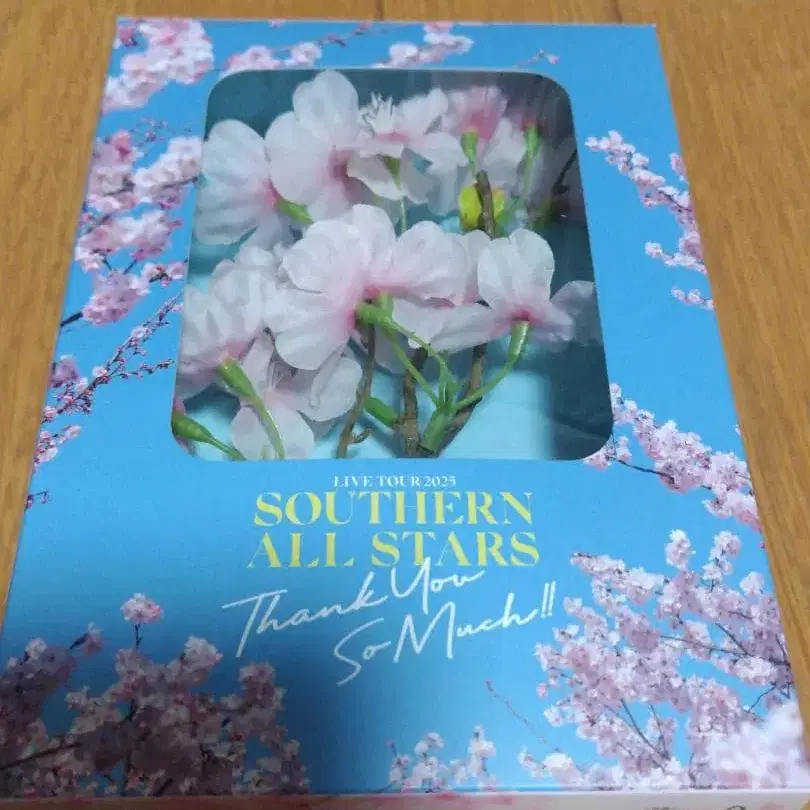 LIVE TOUR 2025
SOUTHERN
ALL STARS
Thank You
So Much!!